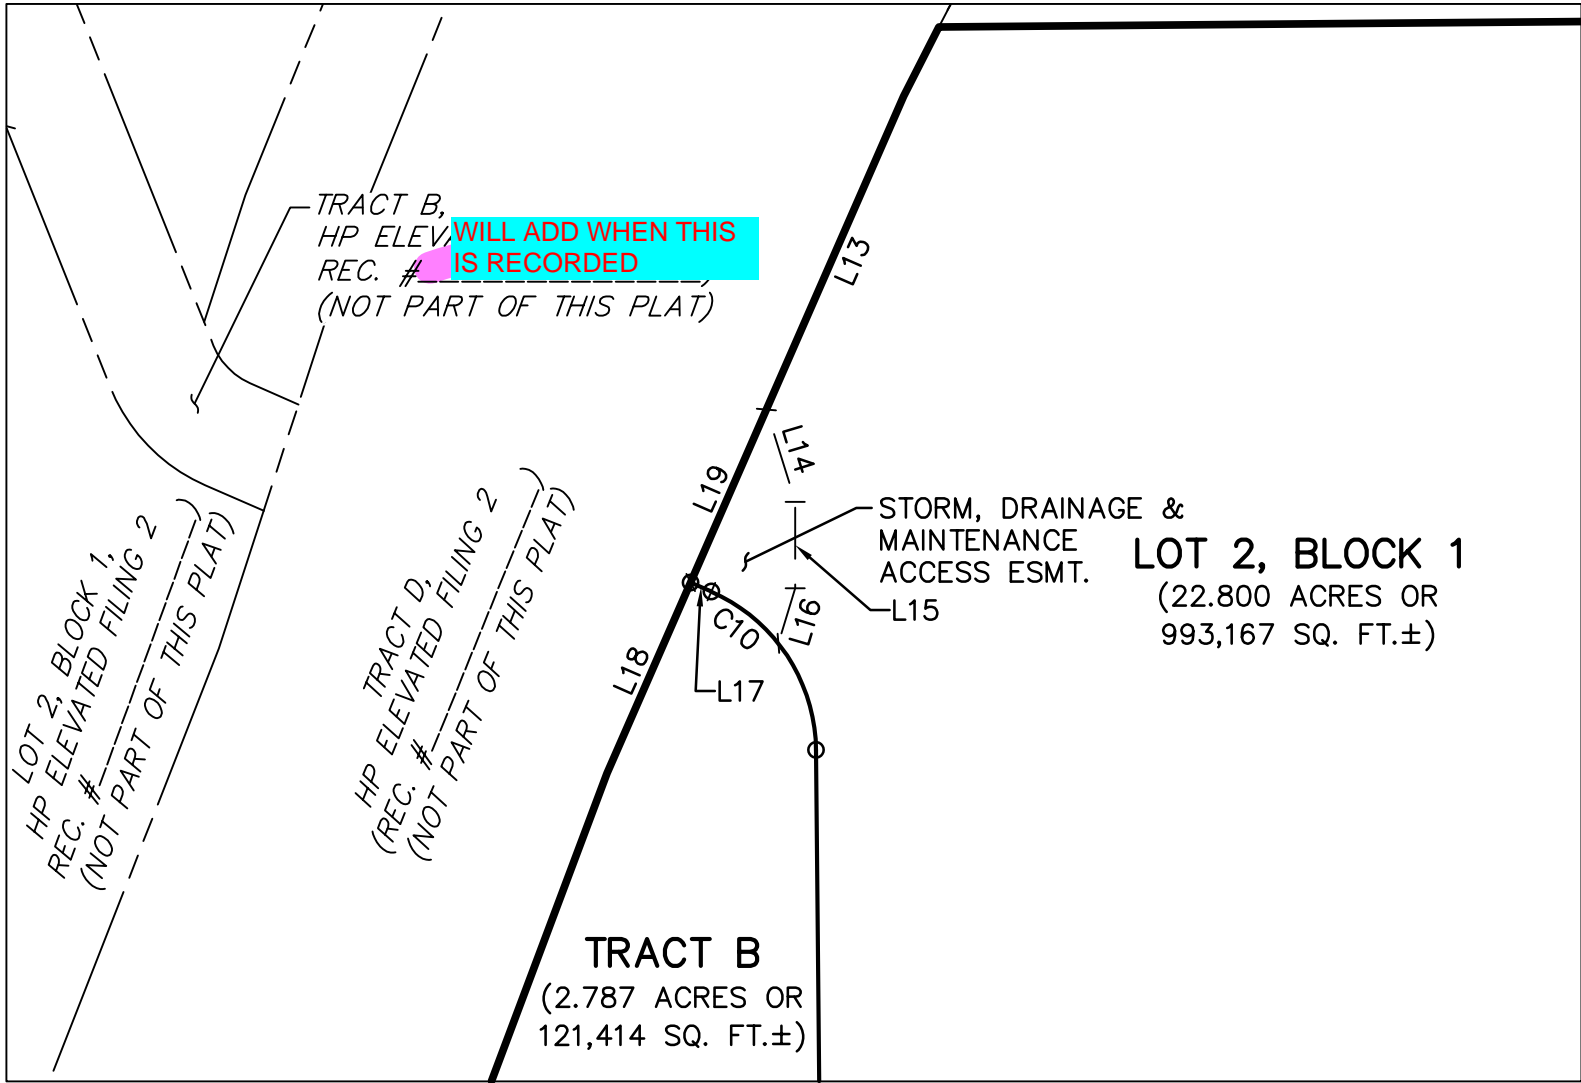 TRACT B,
HP ELEV
REC. #
WILL ADD WHEN THIS
IS RECORDED
(NOT PART OF THIS PLAT)
L13
L14
L19
STORM, DRAINAGE &
MAINTENANCE
ACCESS ESMT.
L15
LOT 2, BLOCK 1
(22.800 ACRES OR
993,167 SQ. FT.±)
L16
C10
L17
L18
LOT 2, BLOCK 1,
HP ELEVATED FILING 2
REC. #______________)
(NOT PART OF THIS PLAT)
TRACT D,
HP ELEVATED FILING 2
(REC. #______________)
(NOT PART OF THIS PLAT)
TRACT B
(2.787 ACRES OR
121,414 SQ. FT.±)